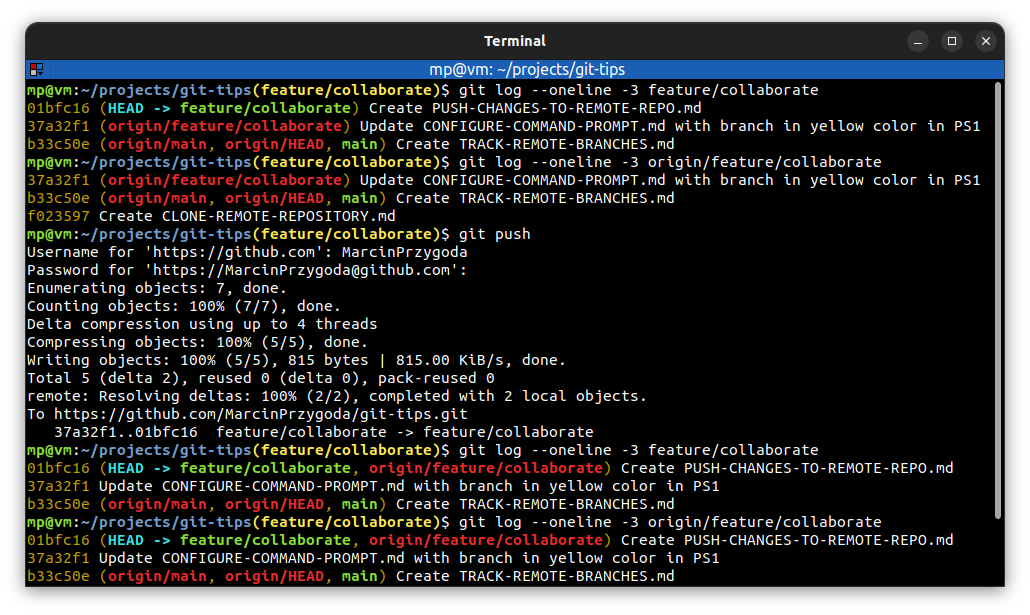 Terminal
mp@vm: ~/projects/git-tips
mp@vm:~/projects/git-tips(feature/collaborate)$ git log --oneline -3 feature/collaborate
01bfc16 (HEAD -> feature/collaborate) Create PUSH-CHANGES-TO-REMOTE-REPO.md
37a32f1 (origin/feature/collaborate) Update CONFIGURE-COMMAND-PROMPT.md with branch in yellow color in PS1
b33c50e (origin/main, origin/HEAD, main) Create TRACK-REMOTE-BRANCHES.md
mp@vm:~/projects/git-tips(feature/collaborate)$ git log --oneline -3 origin/feature/collaborate
37a32f1 (origin/feature/collaborate) Update CONFIGURE-COMMAND-PROMPT.md with branch in yellow color in PS1
b33c50e (origin/main, origin/HEAD, main) Create TRACK-REMOTE-BRANCHES.md
f023597 Create CLONE-REMOTE-REPOSITORY.md
mp@vm:~/projects/git-tips(feature/collaborate)$ git push
Username for 'https://github.com': MarcinPrzygoda
Password for 'https://MarcinPrzygoda@github.com':
Enumerating objects: 7, done.
Counting objects: 100% (7/7), done.
Delta compression using up to 4 threads
Compressing objects: 100% (5/5), done.
Writing objects: 100% (5/5), 815 bytes | 815.00 KiB/s, done.
Total 5 (delta 2), reused 0 (delta 0), pack-reused 0
remote: Resolving deltas: 100% (2/2), completed with 2 local objects.
To https://github.com/MarcinPrzygoda/git-tips.git
   37a32f1..01bfc16  feature/collaborate -> feature/collaborate
mp@vm:~/projects/git-tips(feature/collaborate)$ git log --oneline -3 feature/collaborate
01bfc16 (HEAD -> feature/collaborate, origin/feature/collaborate) Create PUSH-CHANGES-TO-REMOTE-REPO.md
37a32f1 Update CONFIGURE-COMMAND-PROMPT.md with branch in yellow color in PS1
b33c50e (origin/main, origin/HEAD, main) Create TRACK-REMOTE-BRANCHES.md
mp@vm:~/projects/git-tips(feature/collaborate)$ git log --oneline -3 origin/feature/collaborate
01bfc16 (HEAD -> feature/collaborate, origin/feature/collaborate) Create PUSH-CHANGES-TO-REMOTE-REPO.md
37a32f1 Update CONFIGURE-COMMAND-PROMPT.md with branch in yellow color in PS1
b33c50e (origin/main, origin/HEAD, main) Create TRACK-REMOTE-BRANCHES.md